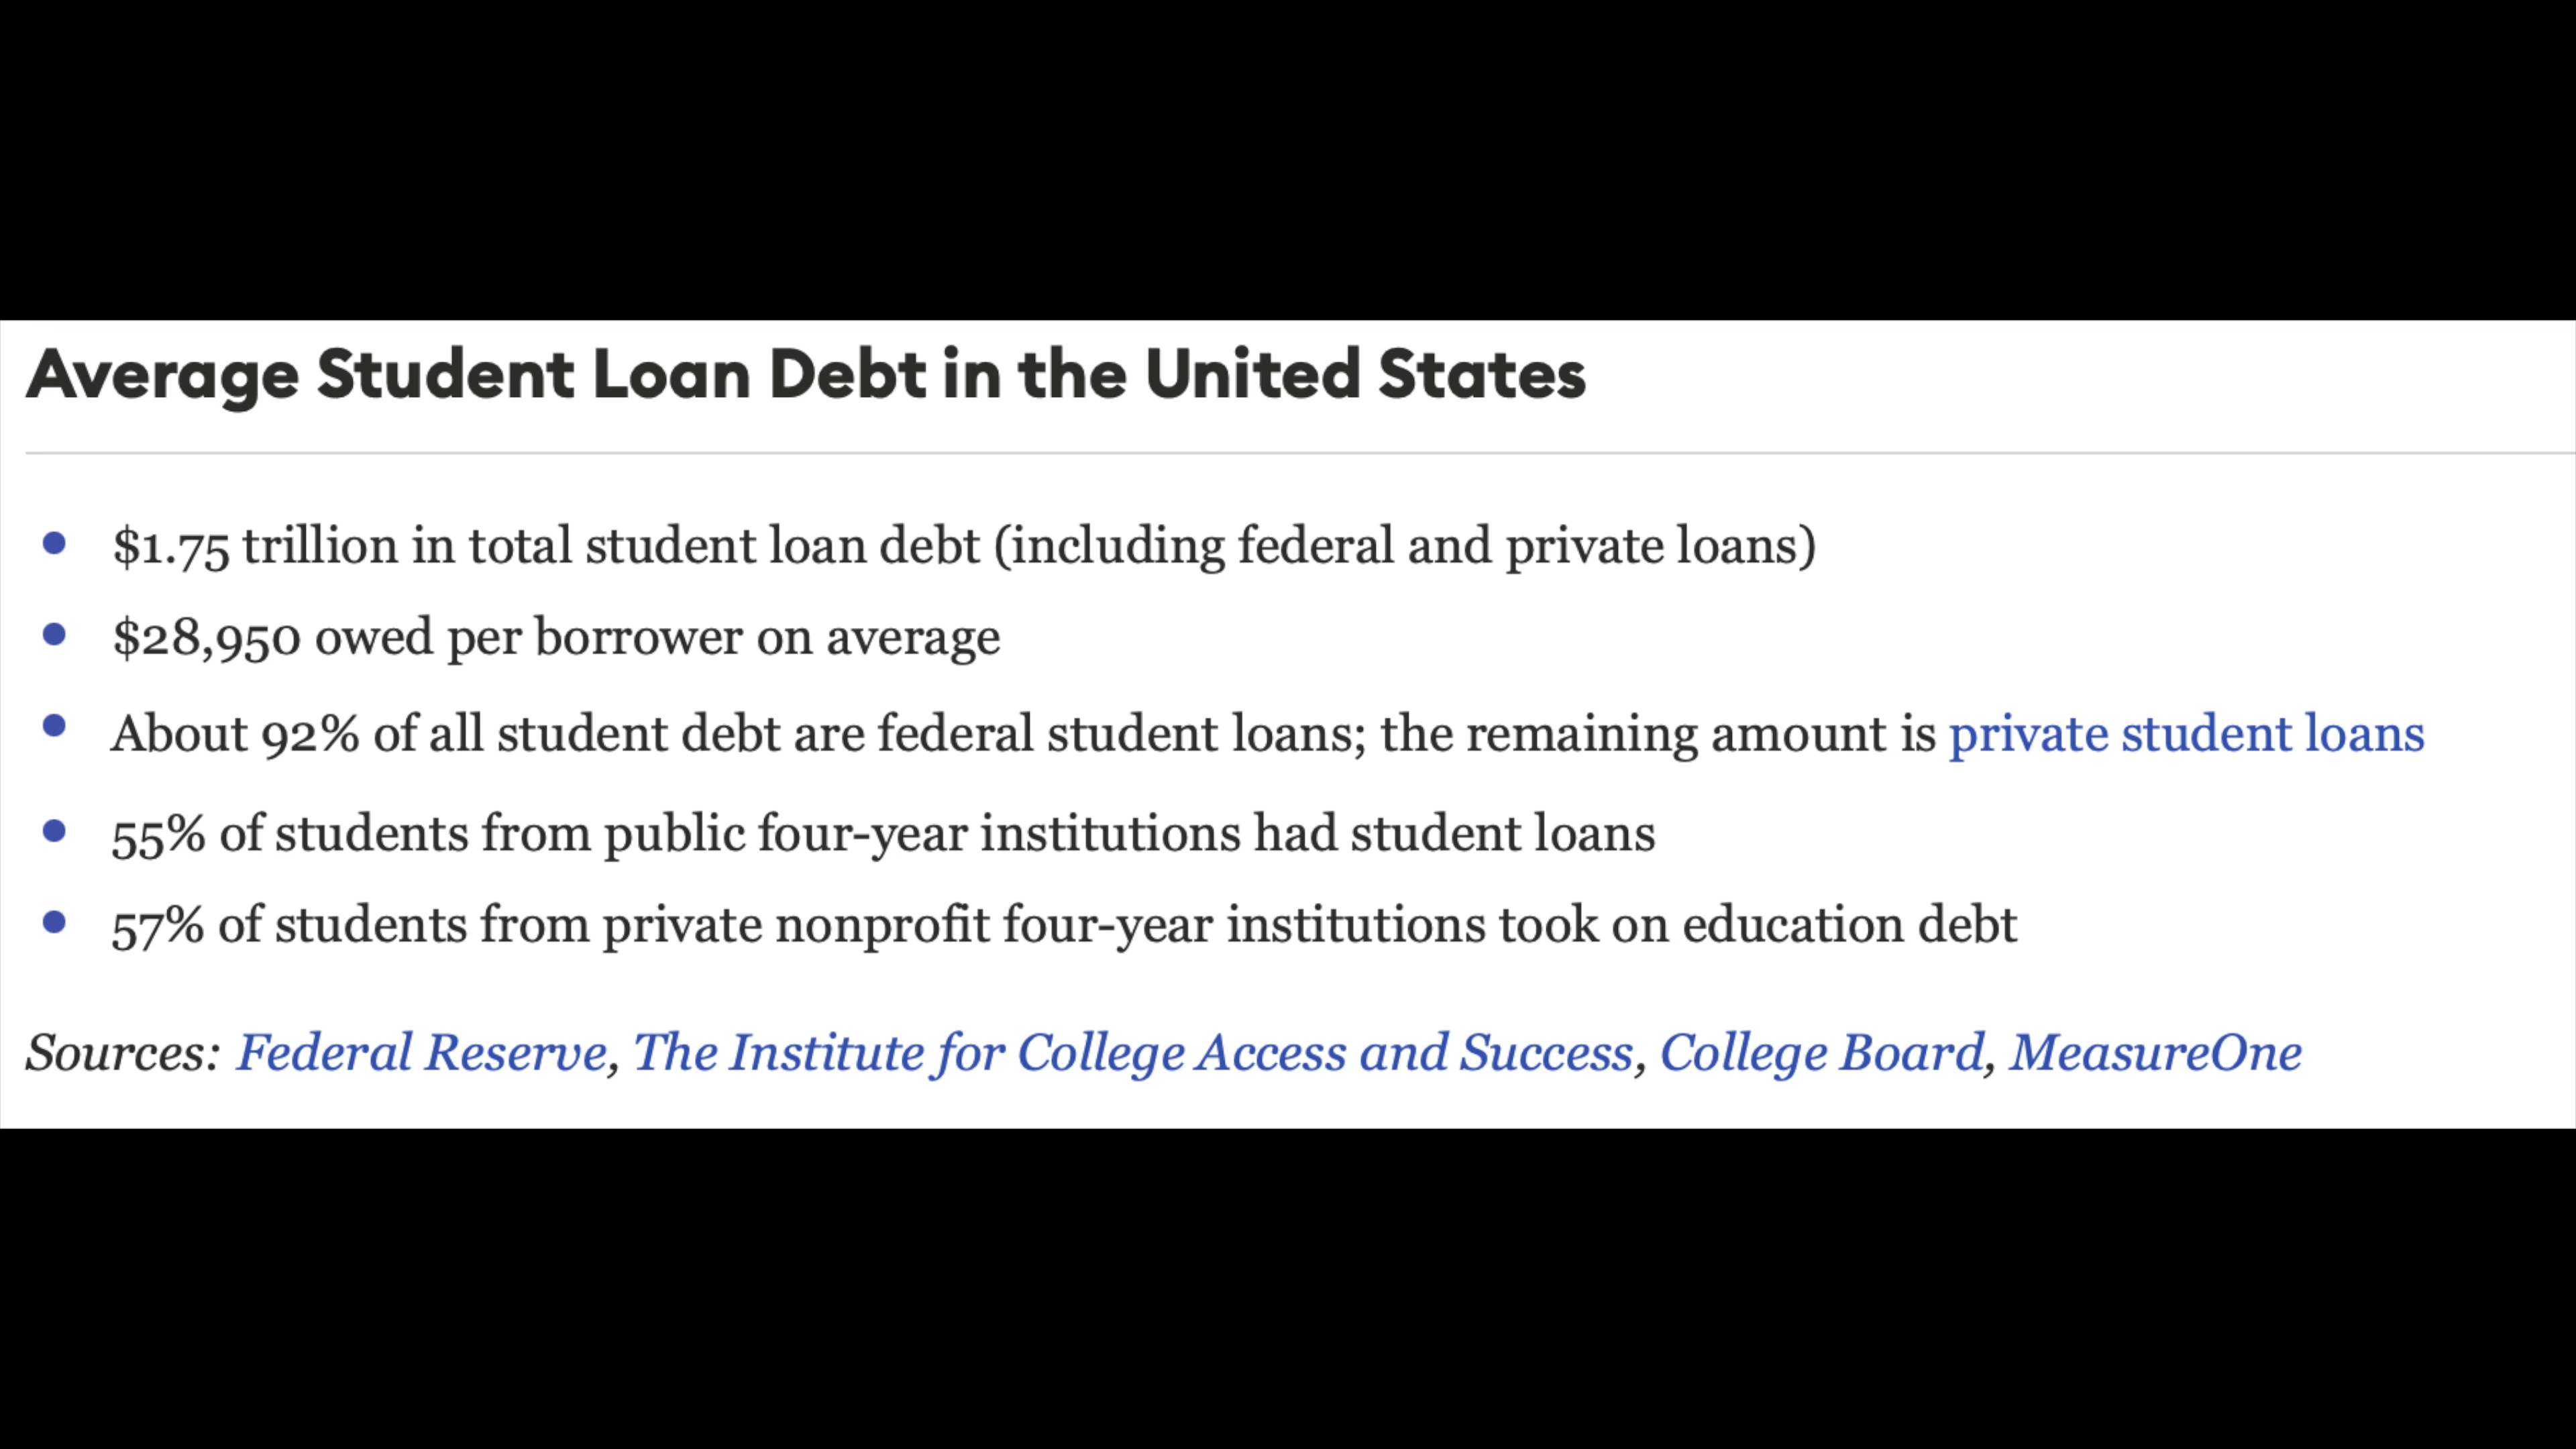 Average Student Loan Debt in the United States
$1.75 trillion in total student loan debt (including federal and private loans)
$28,950 owed per borrower on average
About 92% of all student debt are federal student loans; the remaining amount is private student loans
55% of students from public four-year institutions had student loans
57% of students from private nonprofit four-year institutions took on education debt
Sources: Federal Reserve, The Institute for College Access and Success, College Board, MeasureOne